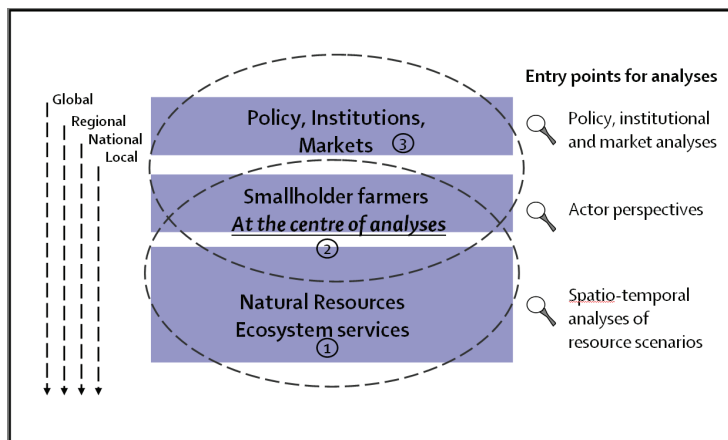 Entry points for analyses
Global
Regional
National
Local
Policy, Institutions,
Markets ③
Policy, institutional
and market analyses
Smallholder farmers
At the centre of analyses
②
Actor perspectives
Natural Resources
Ecosystem services
①
Spatio-temporal
analyses of
resource scenarios